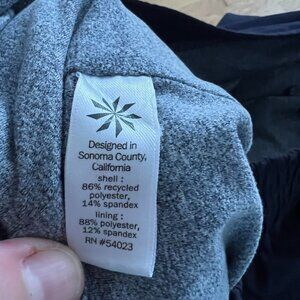 Designed in
Sonoma County,
California
shell :
86% recycled
polyester,
14% spandex
lining :
88% polyester,
12% spandex
RN #54023